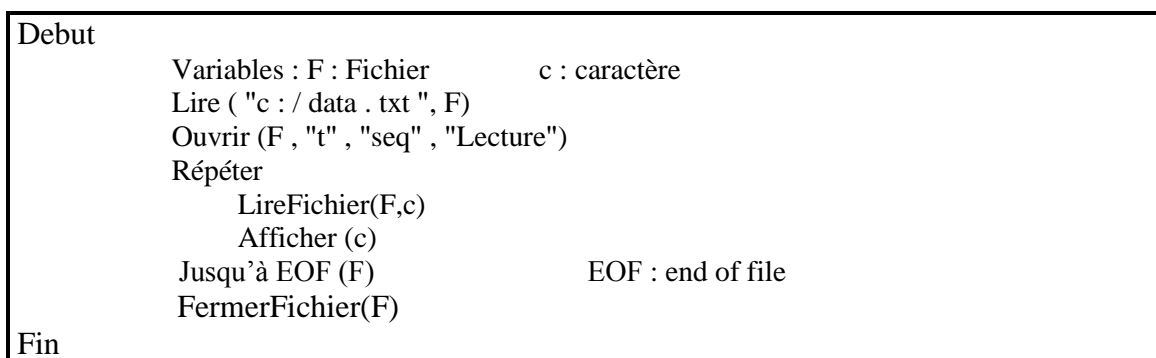 Debut
Variables : F : Fichier c : caractère
Lire ( "c : / data . txt ", F)
Ouvrir (F , "t" , "seq" , "Lecture")
Répéter
LireFichier(F,c)
Afficher (c)
Jusqu’à EOF (F) EOF : end of file
FermerFichier(F)
Fin